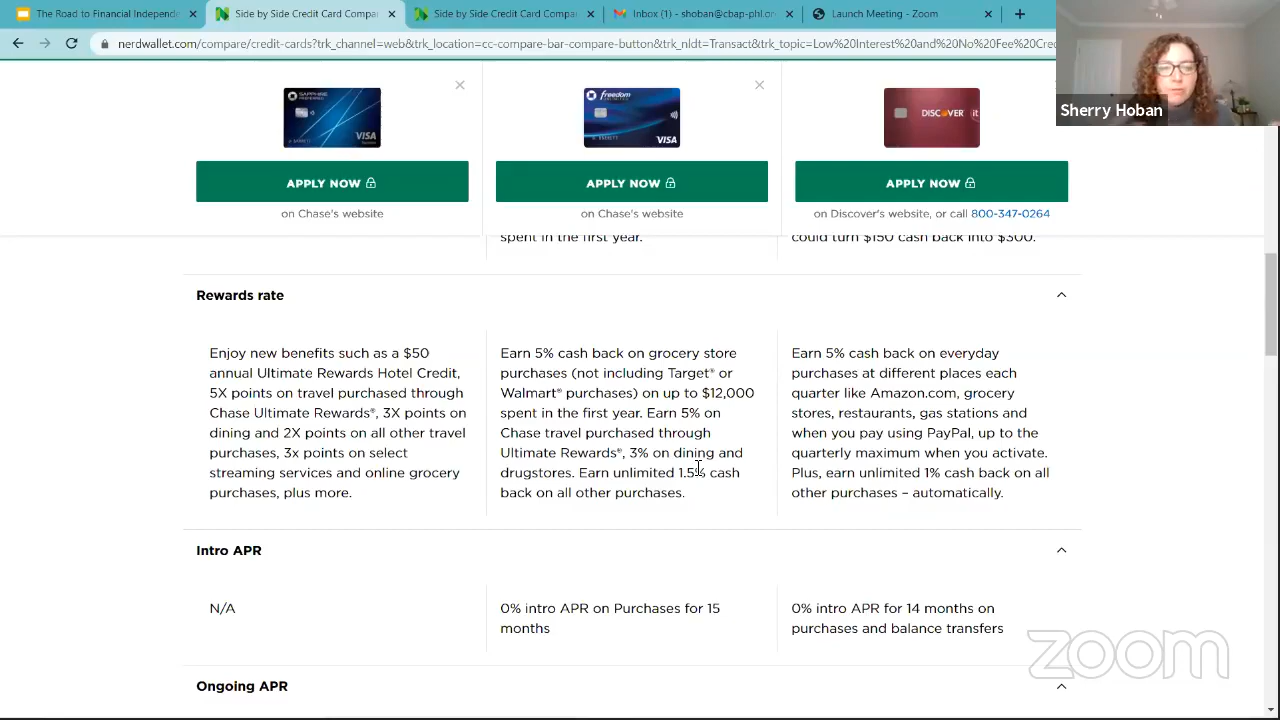 The Road to Financial Independ
Side by Side Credit Card Compa
Side by Side Credit Card Compa
Inbox (1) - shoban@cbap-phl.or
Launch Meeting - Zoom
nerdwallet.com/compare/credit-cards?trk_channel=web&trk_location=cc-compare-bar-compare-button&trk_nldt=Transact&trk_topic=Low%20Interest%20and%20No%20Fee%20Cre
Sherry Hoban
SAPPHIRE
PREFERRED
VISA
freedom
UNLIMITED
VISA
DISCOVER it
APPLY NOW
APPLY NOW
APPLY NOW
on Chase's website
on Chase's website
on Discover's website, or call 800-347-0264
spent in the first year.
could turn $150 cash back into $300.
Rewards rate
Enjoy new benefits such as a $50
annual Ultimate Rewards Hotel Credit,
5X points on travel purchased through
Chase Ultimate Rewards®, 3X points on
dining and 2X points on all other travel
purchases, 3x points on select
streaming services and online grocery
purchases, plus more.
Earn 5% cash back on grocery store
purchases (not including Target® or
Walmart® purchases) on up to $12,000
spent in the first year. Earn 5% on
Chase travel purchased through
Ultimate Rewards®, 3% on dining and
drugstores. Earn unlimited 1.5% cash
back on all other purchases.
Earn 5% cash back on everyday
purchases at different places each
quarter like Amazon.com, grocery
stores, restaurants, gas stations and
when you pay using PayPal, up to the
quarterly maximum when you activate.
Plus, earn unlimited 1% cash back on all
other purchases – automatically.
Intro APR
N/A
0% intro APR on Purchases for 15
months
0% intro APR for 14 months on
purchases and balance transfers
Ongoing APR
zoom